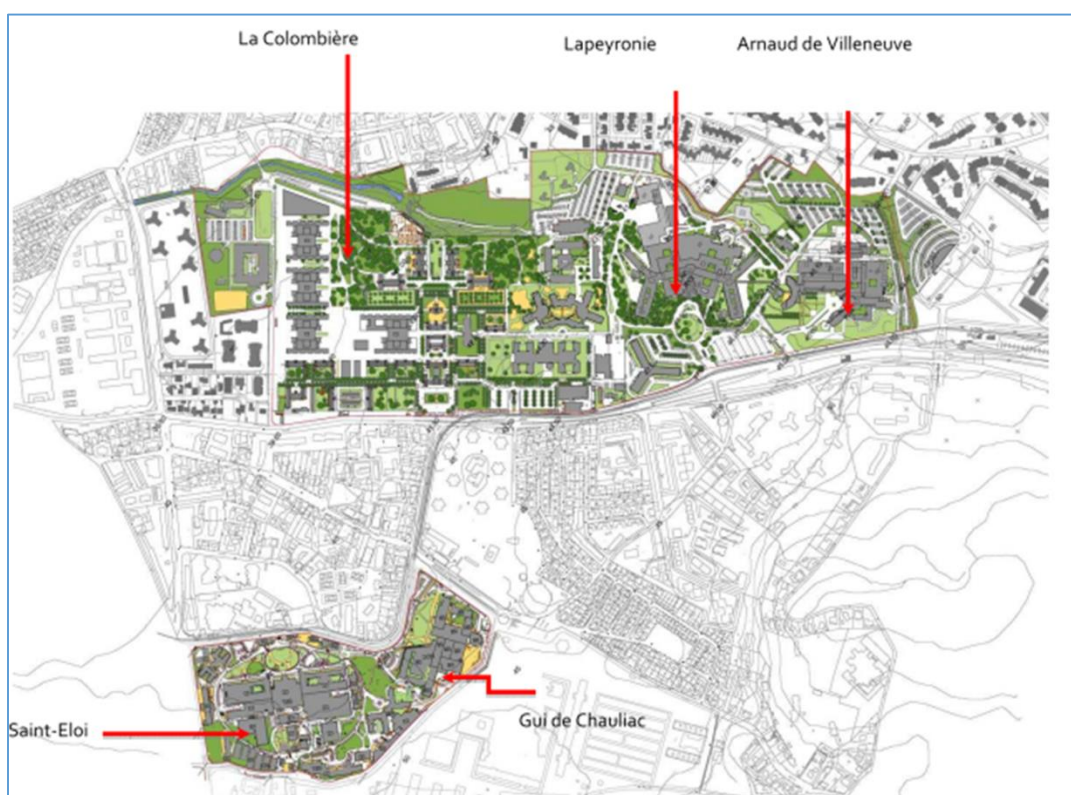 La Colombière
Lapeyronie
Arnaud de Villeneuve
Saint-Eloi
Gui de Chauliac